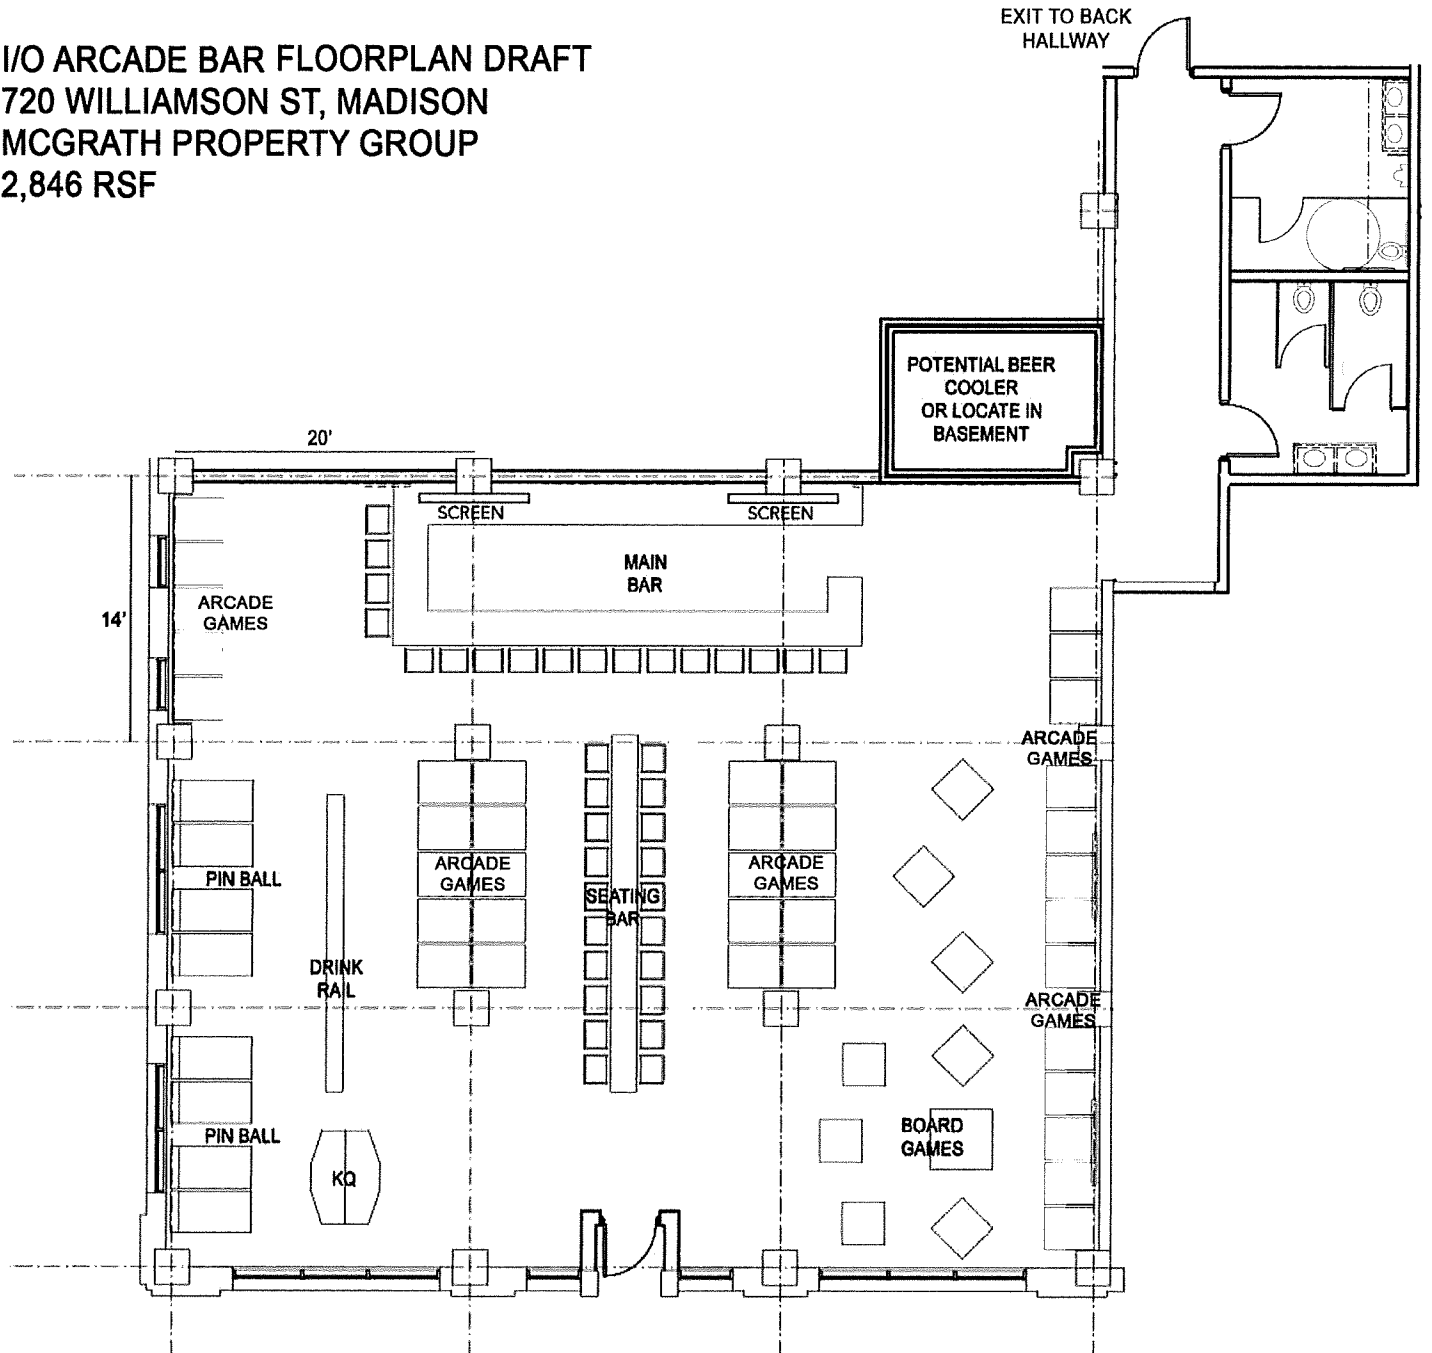 EXIT TO BACK
HALLWAY
I/O ARCADE BAR FLOORPLAN DRAFT
720 WILLIAMSON ST, MADISON
MCGRATH PROPERTY GROUP
2,846 RSF
POTENTIAL BEER
COOLER
OR LOCATE IN
BASEMENT
20'
SCREEN
SCREEN
MAIN
BAR
14'
ARCADE
GAMES
ARCADE
GAMES
PIN BALL
ARCADE
GAMES
SEATING
BAR
ARCADE
GAMES
DRINK
RAIL
ARCADE
GAMES
PIN BALL
KQ
BOARD
GAMES